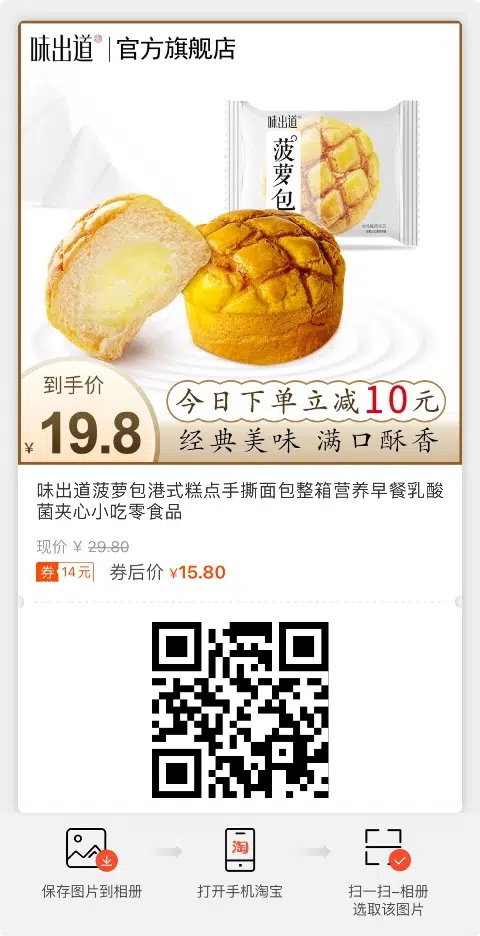 味出道 官方旗舰店
味出道
菠萝包
到手价
¥ 19.8
今日下单立减10元
经典美味 满口酥香
味出道菠萝包港式糕点手撕面包整箱营养早餐乳酸
菌夹心小吃零食品
现价 ¥ 29.80
券 14元 券后价 ¥15.80
淘
保存图片到相册
打开手机淘宝
扫一扫-相册
选取该图片